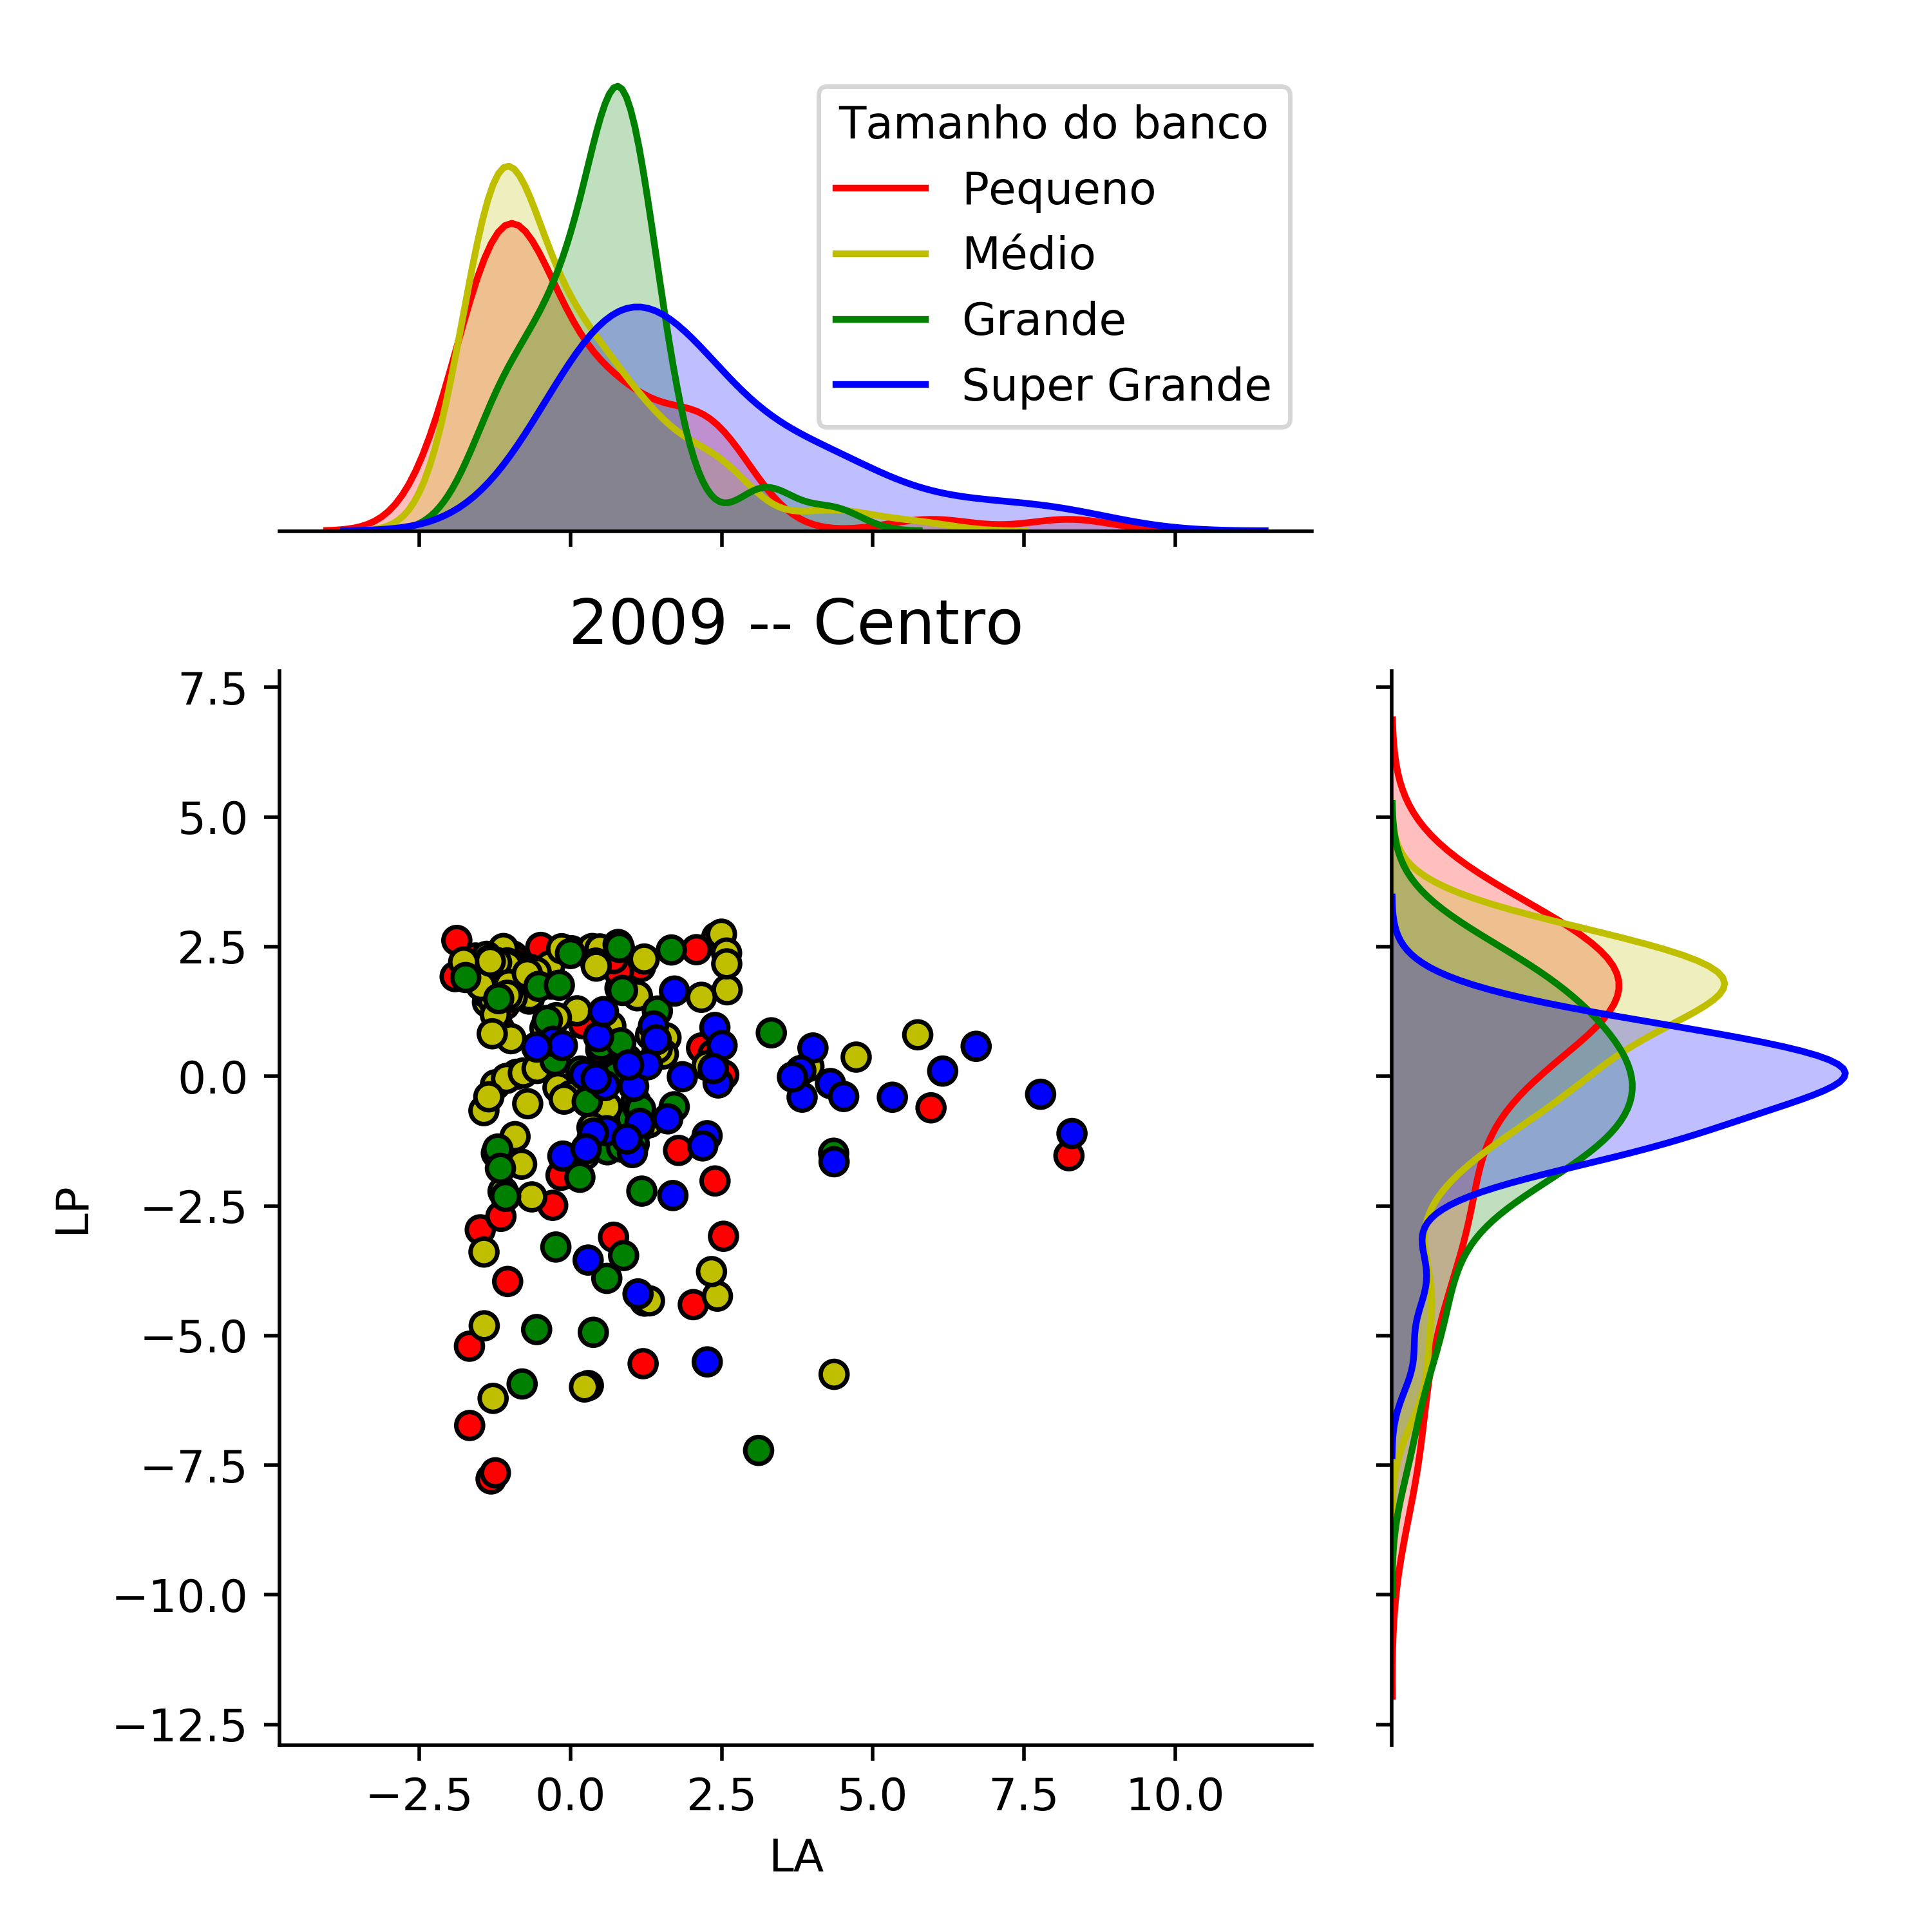 Tamanho do banco
Pequeno
Médio
Grande
Super Grande
2009 -- Centro
7.5
5.0
2.5
0.0
−2.5
−5.0
−7.5
−10.0
−12.5
LP
−2.5 0.0 2.5 5.0 7.5 10.0
LA